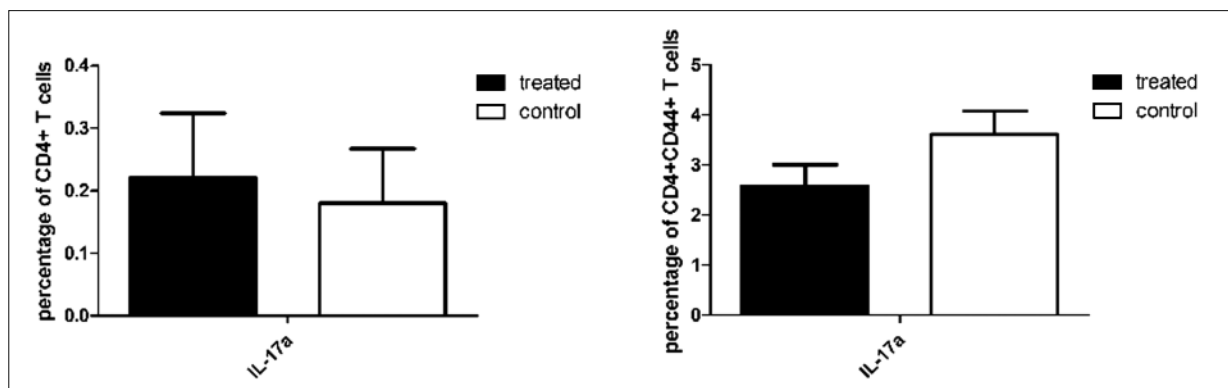 percentage of CD4+ T cells
0.4
0.3
0.2
0.1
0.0
IL-17a
treated
control
percentage of CD4+CD44+ T cells
5
4
3
2
1
0
IL-17a
treated
control